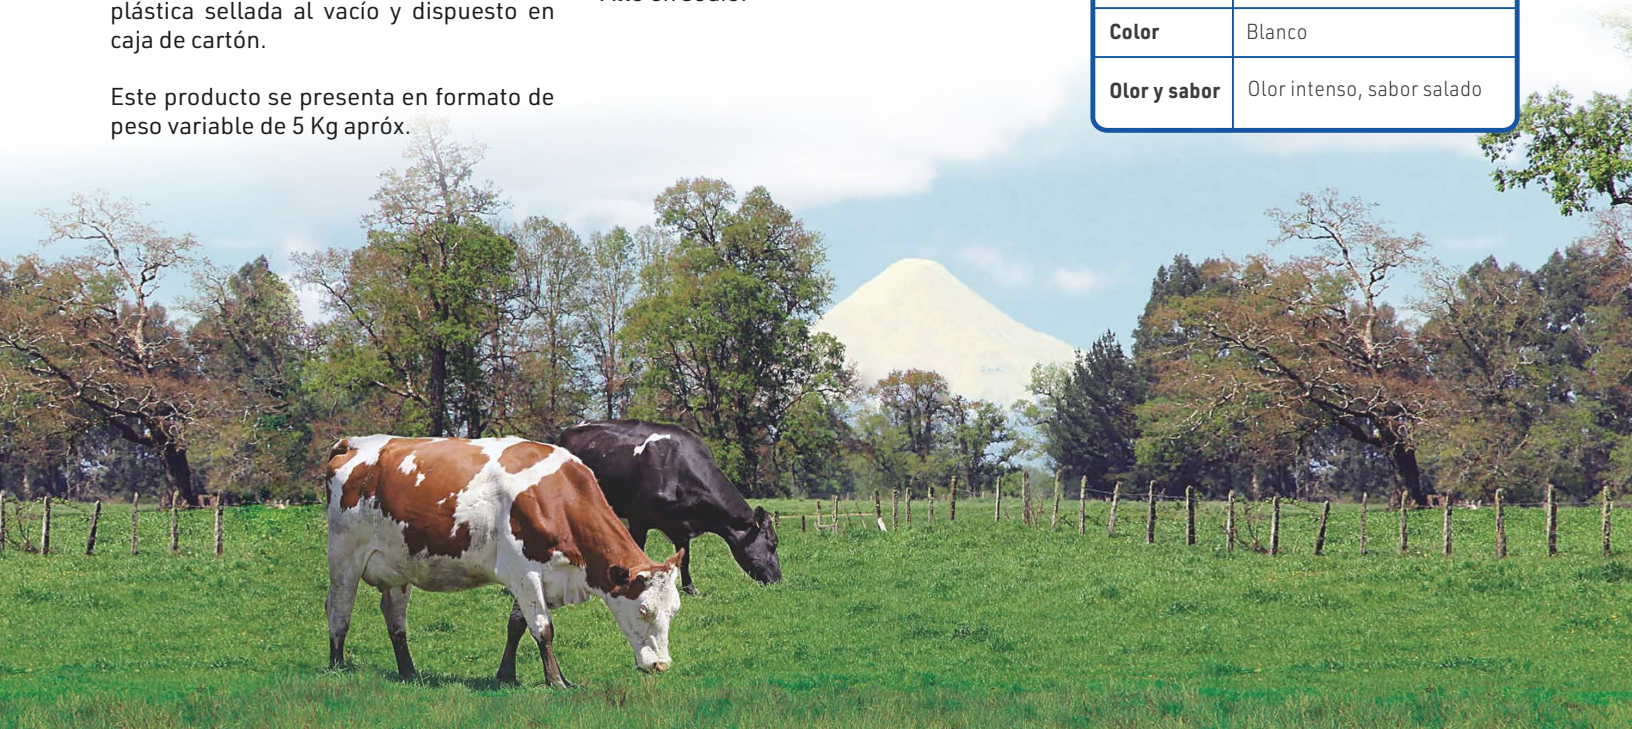 plástica sellada al vacío y dispuesto en
caja de cartón.
Este producto se presenta en formato de
peso variable de 5 Kg apróx.
Color Blanco
Olor y sabor Olor intenso, sabor salado